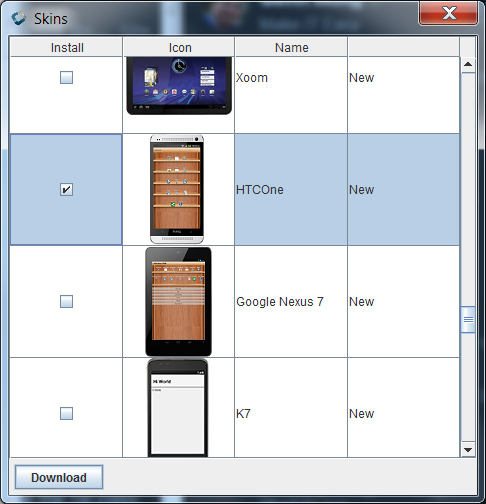 Skins
Install Icon Name
Xoom New
HTCOne New
Google Nexus 7 New
Hi World
K7 New
Download